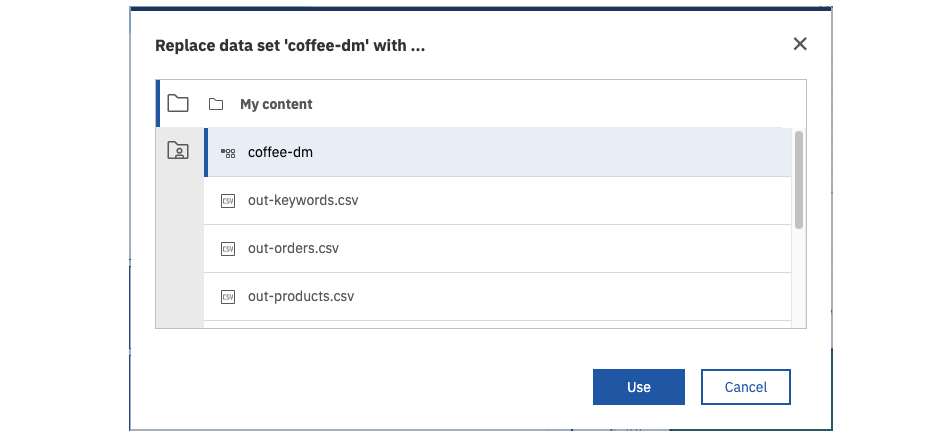 Replace data set 'coffee-dm' with ...
My content
coffee-dm
CSV out-keywords.csv
CSV out-orders.csv
CSV out-products.csv
Use Cancel